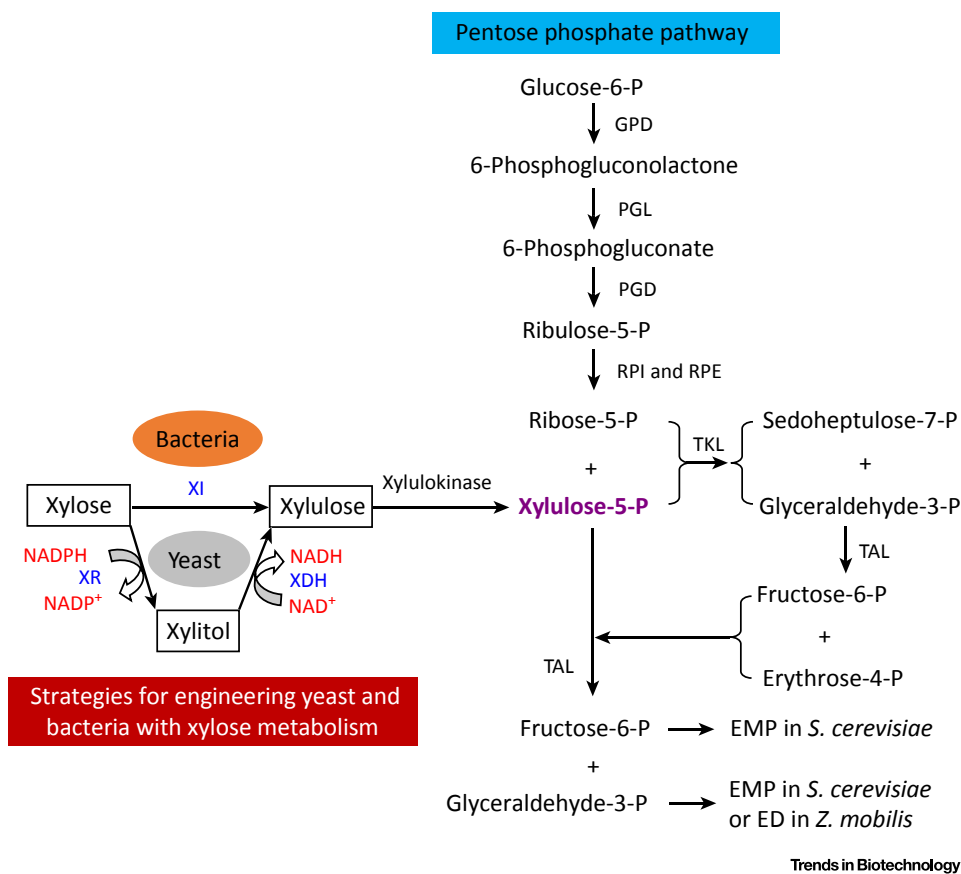 Pentose phosphate pathway
Glucose-6-P
GPD
6-Phosphogluconolactone
PGL
6-Phosphogluconate
PGD
Ribulose-5-P
RPI and RPE
Ribose-5-P
TKL
Sedoheptulose-7-P
+
+
Bacteria
XI
Xylose
Xylulose
Xylulokinase
Xylulose-5-P
Glyceraldehyde-3-P
Yeast
NADPH
XR
NADP⁺
NADH
XDH
NAD⁺
Xylitol
TAL
Fructose-6-P
+
Erythrose-4-P
TAL
Strategies for engineering yeast and
bacteria with xylose metabolism
Fructose-6-P
EMP in S. cerevisiae
+
Glyceraldehyde-3-P
EMP in S. cerevisiae
or ED in Z. mobilis
Trends in Biotechnology